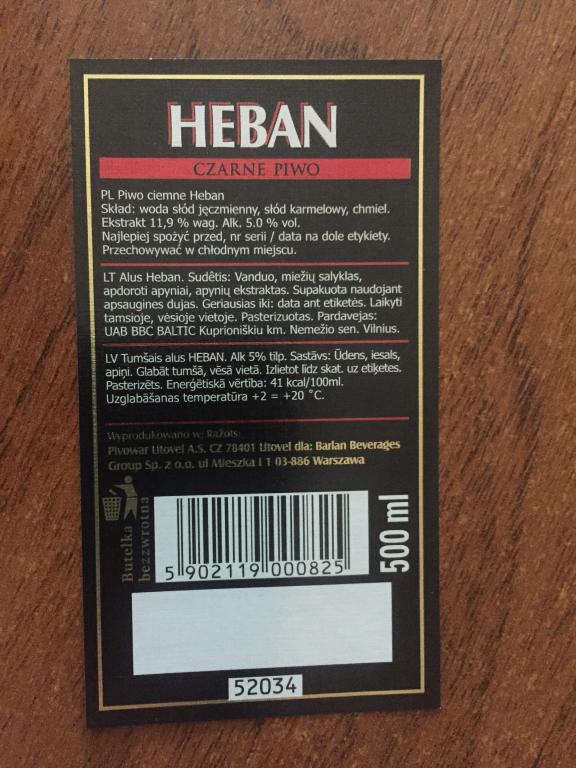 HEBAN
CZARNE PIWO
PL Piwo ciemne Heban
Skład: woda słód jęczmienny, słód karmelowy, chmiel.
Ekstrakt 11,9 % wag. Alk. 5.0 % vol.
Najlepiej spożyć przed, nr serii / data na dole etykiety.
Przechowywać w chłodnym miejscu.
LT Alus Heban. Sudėtis: Vanduo, miežių salyklas,
apdoroti apyniai, apynių ekstraktas. Supakuota naudojant
apsaugines dujas. Geriausias iki: data ant etiketės. Laikyti
tamsioje, vėsioje vietoje. Pasterizuotas. Pardavejas:
UAB BBC BALTIC Kuprioniškiu km. Nemežio sen. Vilnius.
LV Tumšais alus HEBAN. Alk 5% tilp. Sastāvs: Ūdens, iesals,
apiņi. Glabāt tumšā, vēsā vietā. Izlietot līdz skat. uz etiķetes.
Pasterizēts. Enerģētiskā vērtība: 41 kcal/100ml.
Uzglabāšanas temperatūra +2 = +20 °C.
Wyprodukowano w: Ražots:
Pivowar Litovel A.S. CZ 78401 Litovel dla: Barlan Beverages
Group Sp. z o.o. ul Mieszka I 1 03-886 Warszawa
Butelka
bezzwrotna
500 ml
5 902119 000825
52034